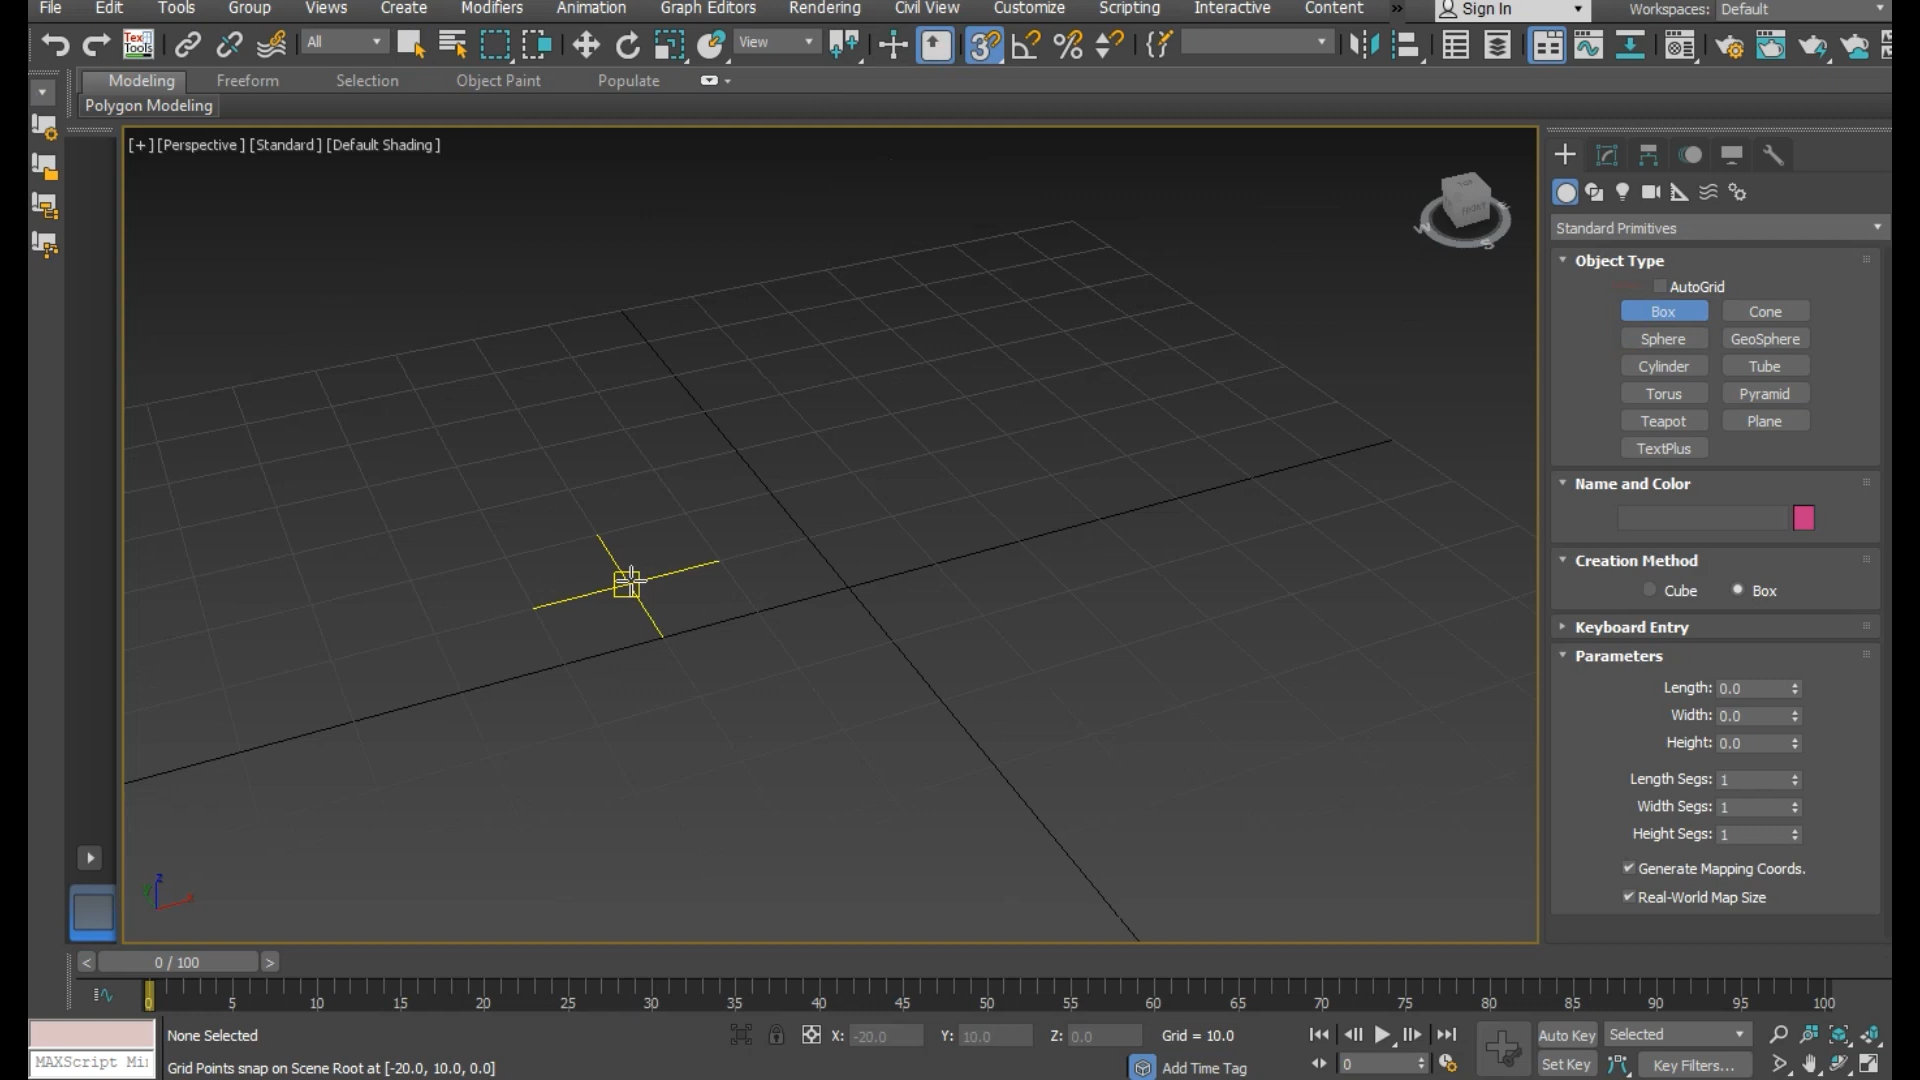 File Edit Tools Group Views Create Modifiers Animation Graph Editors Rendering Civil View Customize Scripting Interactive Content » Sign In Workspaces: Default
Tex Tools All View
Modeling Freeform Selection Object Paint Populate
Polygon Modeling
[+] [Perspective] [Standard] [Default Shading]
Standard Primitives
Object Type
AutoGrid
Box Cone
Sphere GeoSphere
Cylinder Tube
Torus Pyramid
Teapot Plane
TextPlus
Name and Color
Creation Method
Cube Box
Keyboard Entry
Parameters
Length: 0.0
Width: 0.0
Height: 0.0
Length Segs: 1
Width Segs: 1
Height Segs: 1
Generate Mapping Coords.
Real-World Map Size
< 0 / 100 >
0 5 10 15 20 25 30 35 40 45 50 55 60 65 70 75 80 85 90 95 100
None Selected X: -20.0 Y: 10.0 Z: 0.0 Grid = 10.0 Auto Key Selected
MAXScript Mi Grid Points snap on Scene Root at [-20.0, 10.0, 0.0] Add Time Tag 0 Set Key Key Filters...